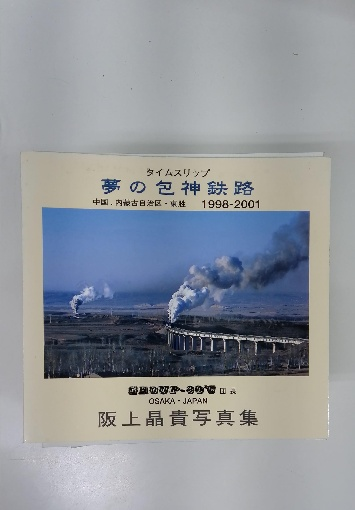 タイムスリップ
夢の包神鉄路
中国．内蒙古自治区・東勝 1998-2001
OSAKA・JAPAN
阪上晶貴写真集